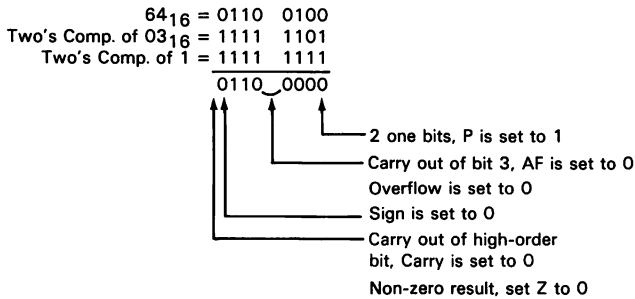 64₁₆ = 0110 0100
Two's Comp. of 03₁₆ = 1111 1101
Two's Comp. of 1 = 1111 1111
0110 0000
2 one bits, P is set to 1
Carry out of bit 3, AF is set to 0
Overflow is set to 0
Sign is set to 0
Carry out of high-order
bit, Carry is set to 0
Non-zero result, set Z to 0